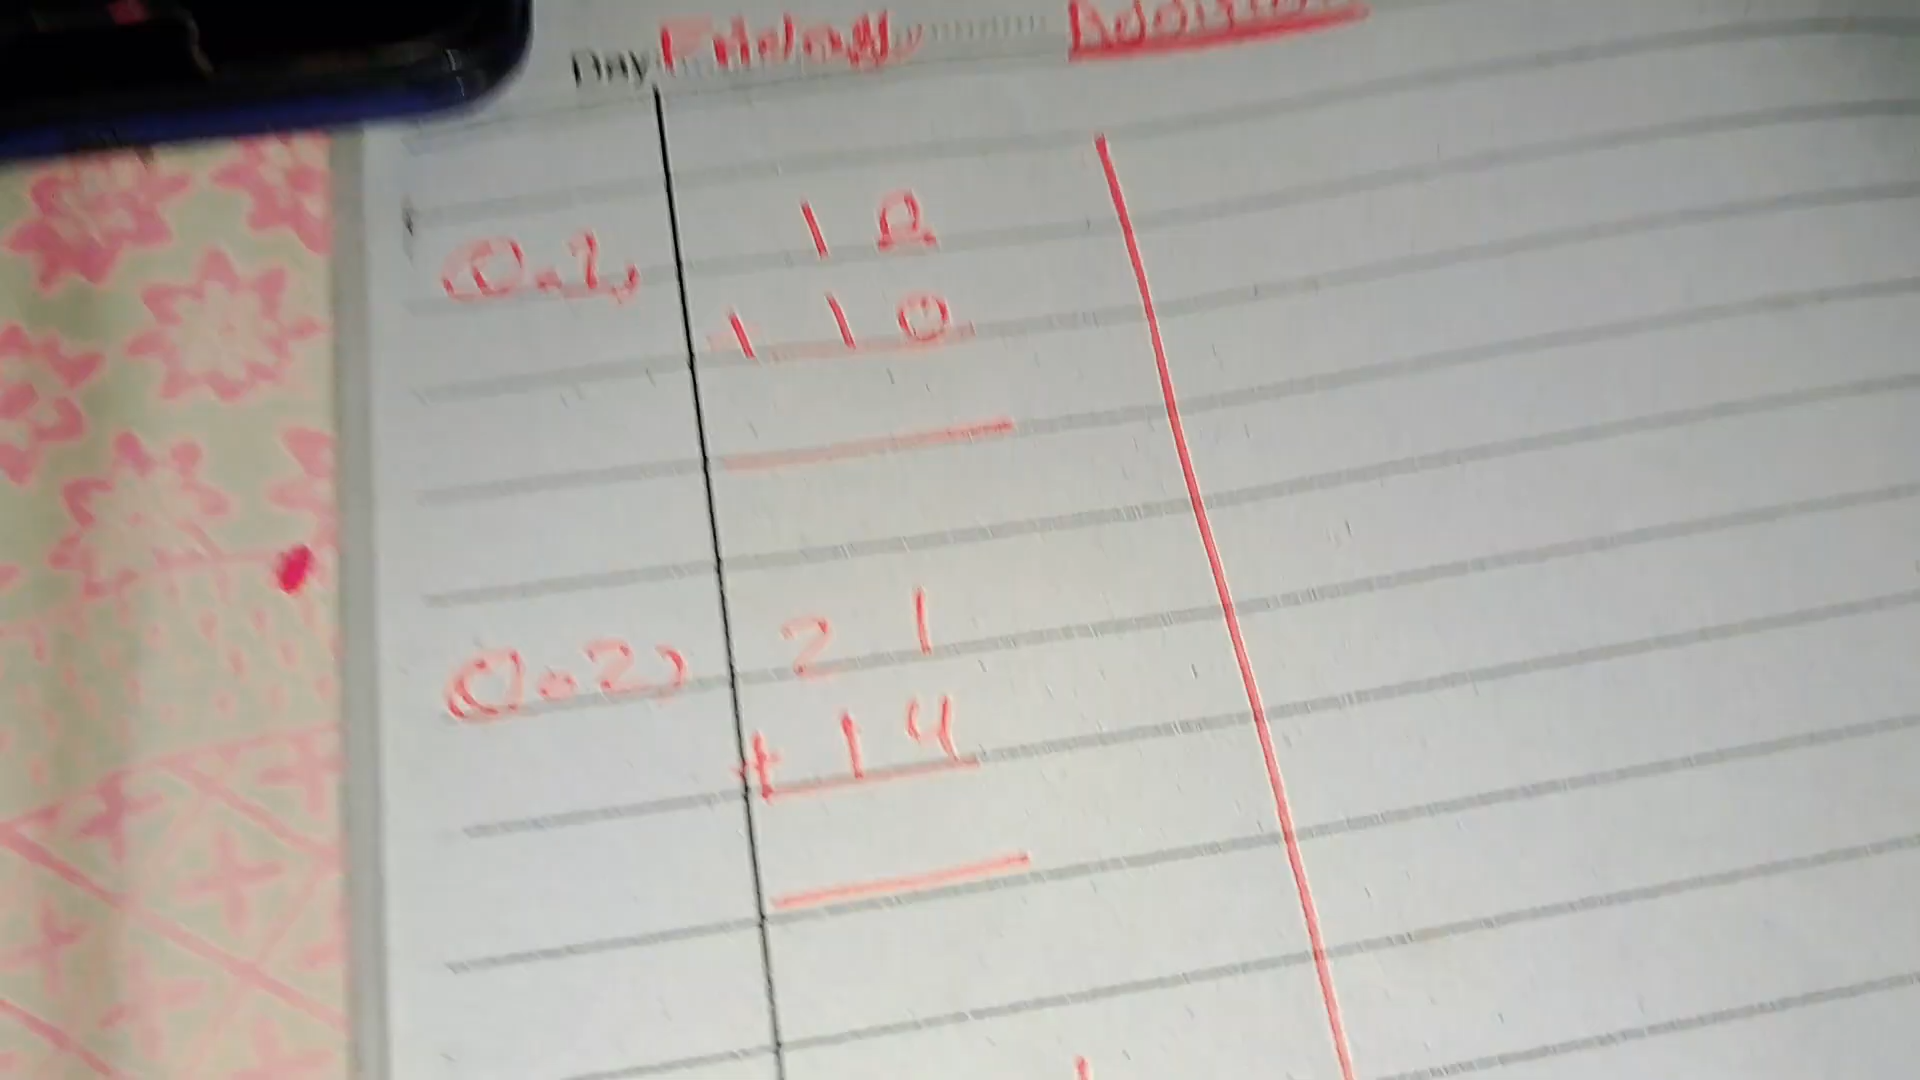 Day: Friday Addition
Q.1)
1 0
+ 1 0
Q.2) 2 1
+ 1 4